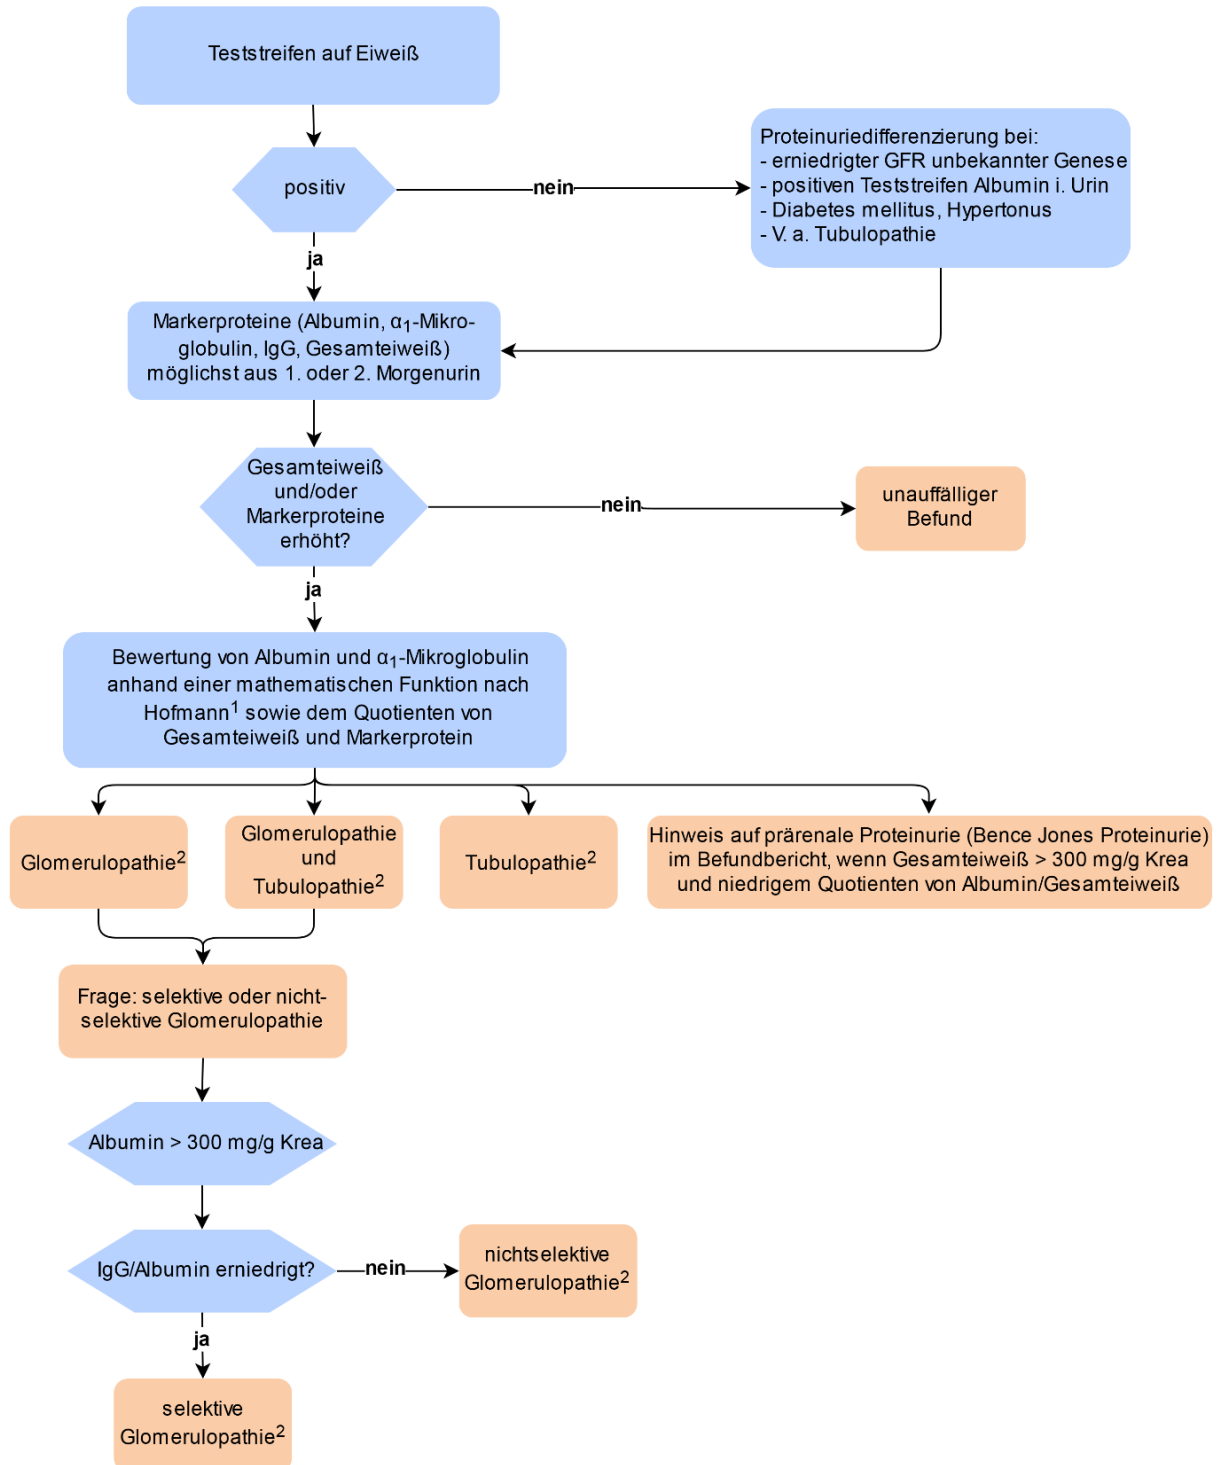 Teststreifen auf Eiweiß
positiv
nein
Proteinuriedifferenzierung bei:
- erniedrigter GFR unbekannter Genese
- positiven Teststreifen Albumin i. Urin
- Diabetes mellitus, Hypertonus
- V. a. Tubulopathie
ja
Markerproteine (Albumin, α₁-Mikro-
globulin, IgG, Gesamteiweiß)
möglichst aus 1. oder 2. Morgenurin
Gesamteiweiß
und/oder
Markerproteine
erhöht?
nein
unauffälliger
Befund
ja
Bewertung von Albumin und α₁-Mikroglobulin
anhand einer mathematischen Funktion nach
Hofmann¹ sowie dem Quotienten von
Gesamteiweiß und Markerprotein
Glomerulopathie²
Glomerulopathie
und
Tubulopathie²
Tubulopathie²
Hinweis auf prärenale Proteinurie (Bence Jones Proteinurie)
im Befundbericht, wenn Gesamteiweiß > 300 mg/g Krea
und niedrigem Quotienten von Albumin/Gesamteiweiß
Frage: selektive oder nicht-
selektive Glomerulopathie
Albumin > 300 mg/g Krea
IgG/Albumin erniedrigt?
nein
nichtselektive
Glomerulopathie²
ja
selektive
Glomerulopathie²